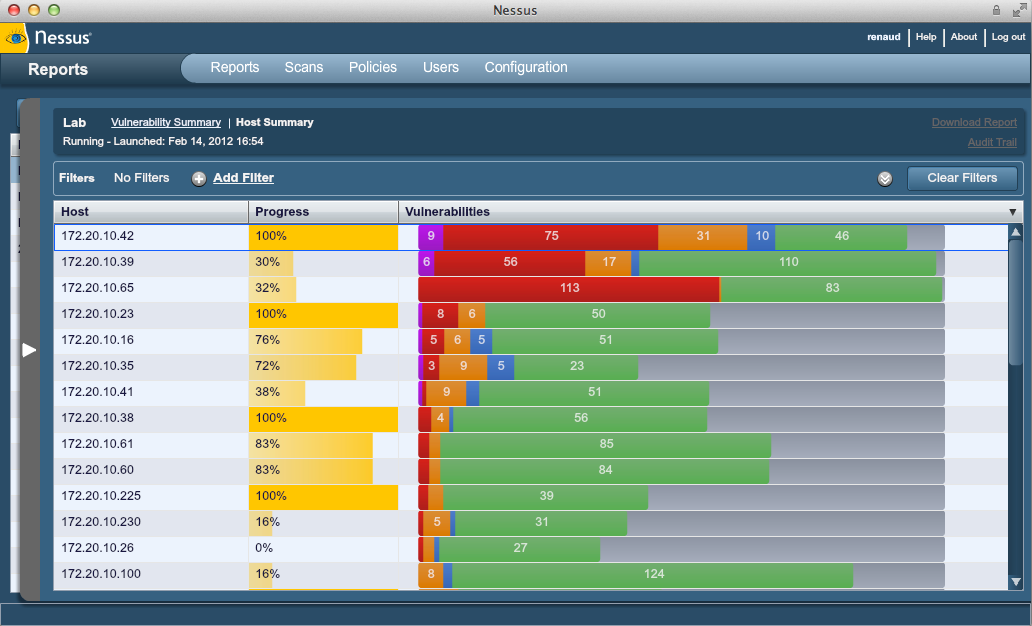 Nessus
Nessus
renaud Help About Log out
Reports Reports Scans Policies Users Configuration
Lab Vulnerability Summary | Host Summary Download Report
Running - Launched: Feb 14, 2012 16:54 Audit Trail
Filters No Filters Add Filter Clear Filters
Host Progress Vulnerabilities
172.20.10.42 100% 9 75 31 10 46
172.20.10.39 30% 6 56 17 110
172.20.10.65 32% 113 83
172.20.10.23 100% 8 6 50
172.20.10.16 76% 5 6 5 51
172.20.10.35 72% 3 9 5 23
172.20.10.41 38% 9 51
172.20.10.38 100% 4 56
172.20.10.61 83% 85
172.20.10.60 83% 84
172.20.10.225 100% 39
172.20.10.230 16% 5 31
172.20.10.26 0% 27
172.20.10.100 16% 8 124